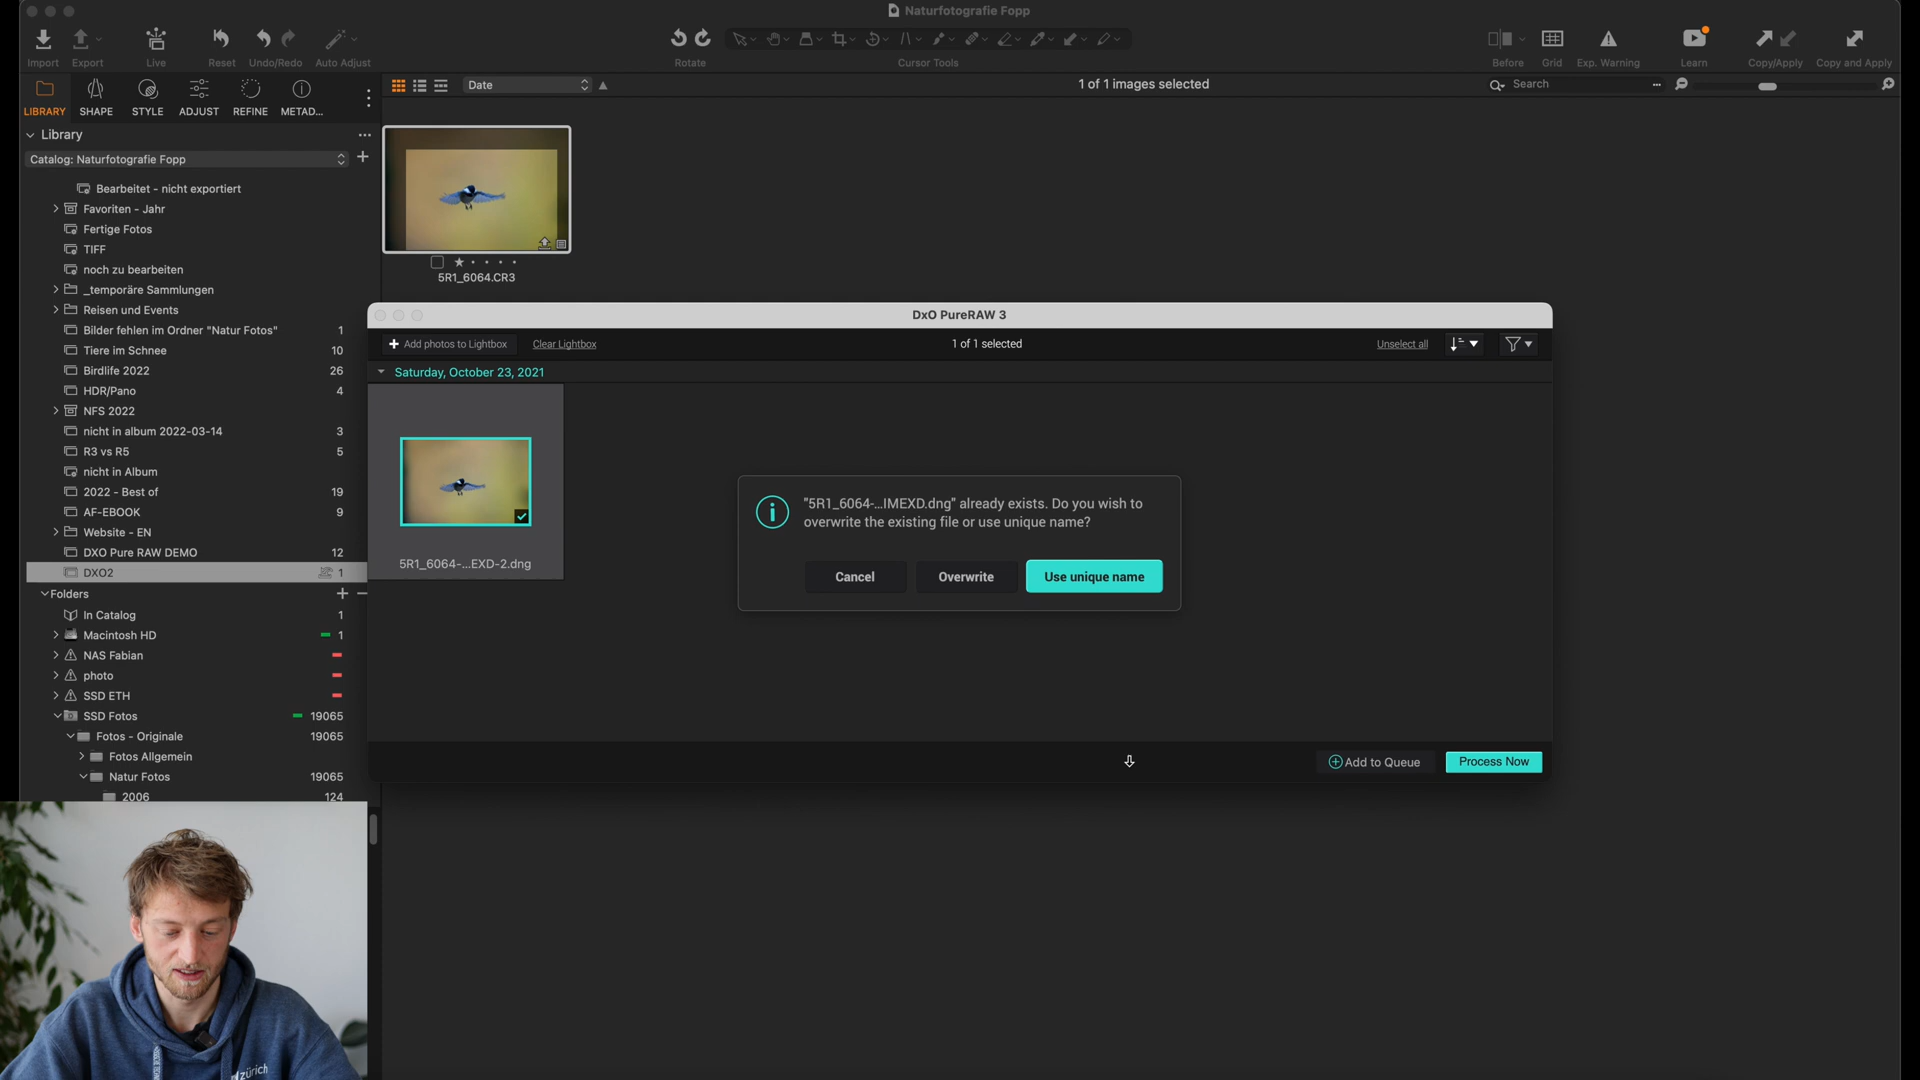 Naturfotografie Fopp
Import
Export
Live
Reset
Undo/Redo
Auto Adjust
Rotate
Cursor Tools
Before
Grid
Exp. Warning
Learn
Copy/Apply
Copy and Apply
LIBRARY
SHAPE
STYLE
ADJUST
REFINE
METAD...
Date
1 of 1 images selected
Search
Library
Catalog: Naturfotografie Fopp
Bearbeitet - nicht exportiert
Favoriten - Jahr
Fertige Fotos
TIFF
noch zu bearbeiten
_temporäre Sammlungen
Reisen und Events
Bilder fehlen im Ordner "Natur Fotos" 1
Tiere im Schnee 10
Birdlife 2022 26
HDR/Pano 4
NFS 2022
nicht in album 2022-03-14 3
R3 vs R5 5
nicht in Album
2022 - Best of 19
AF-EBOOK 9
Website - EN
DXO Pure RAW DEMO 12
DXO2 1
Folders
In Catalog 1
Macintosh HD 1
NAS Fabian
photo
SSD ETH
SSD Fotos 19065
Fotos - Originale 19065
Fotos Allgemein
Natur Fotos 19065
2006 124
5R1_6064.CR3
DxO PureRAW 3
Add photos to Lightbox
Clear Lightbox
1 of 1 selected
Unselect all
Saturday, October 23, 2021
5R1_6064-...EXD-2.dng
"5R1_6064-...IMEXD.dng" already exists. Do you wish to
overwrite the existing file or use unique name?
Cancel
Overwrite
Use unique name
Add to Queue
Process Now
zürich